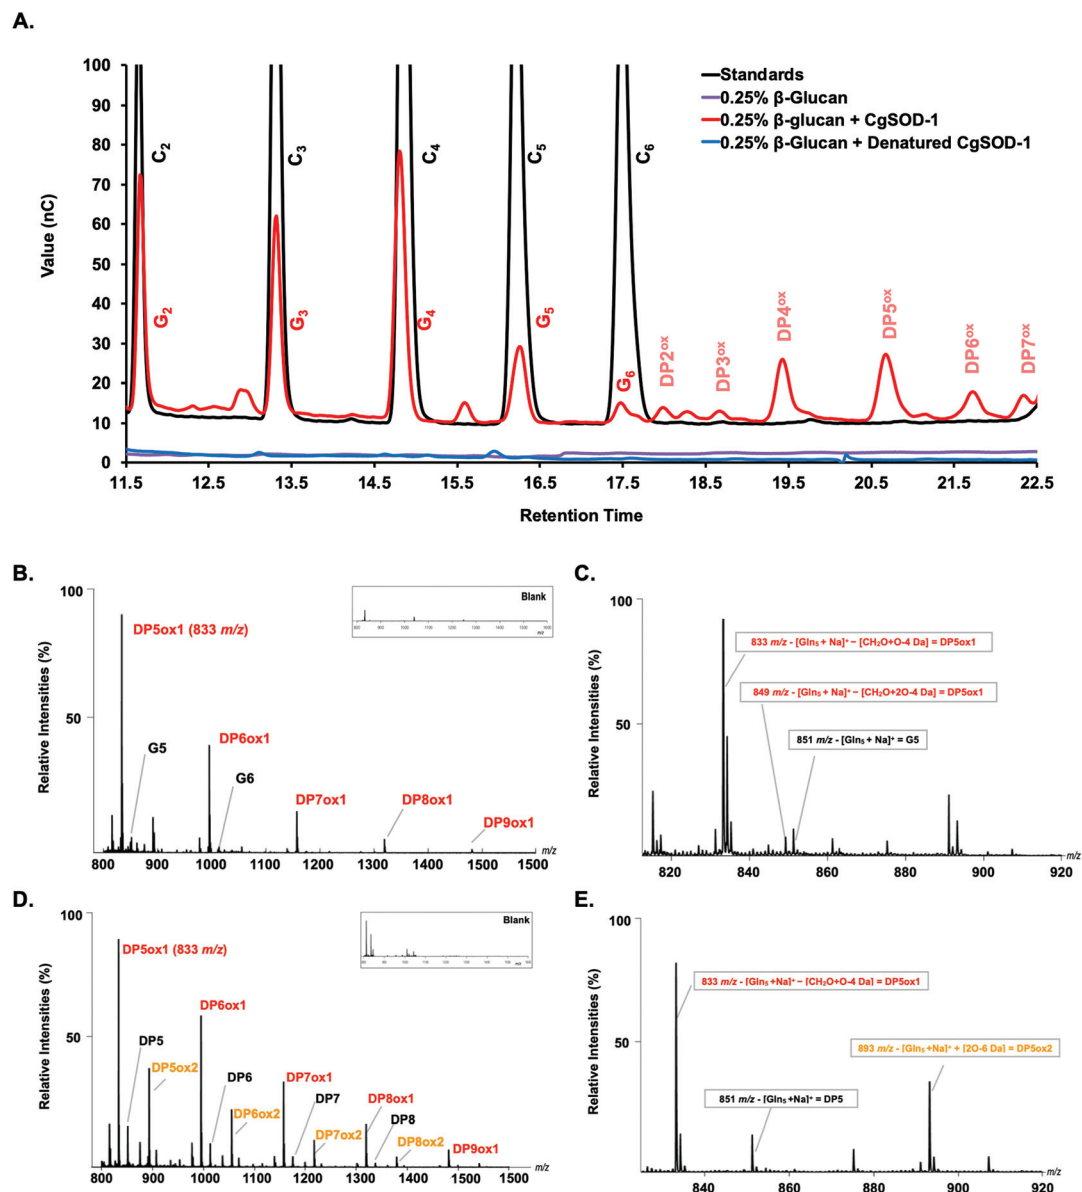 A.
100
90
80
70
60
50
40
30
20
10
0
Value (nC)
C2
C3
C4
C5
C6
G2
G3
G4
G5
G6
DP2ox
DP3ox
DP4ox
DP5ox
DP6ox
DP7ox
Standards
0.25% β-Glucan
0.25% β-glucan + CgSOD-1
0.25% β-Glucan + Denatured CgSOD-1
11.5 12.5 13.5 14.5 15.5 16.5 17.5 18.5 19.5 20.5 21.5 22.5
Retention Time
B.
100
50
Relative Intensities (%)
DP5ox1 (833 m/z)
G5
DP6ox1
G6
DP7ox1
DP8ox1
DP9ox1
Blank
800 900 1000 1100 1200 1300 1400 1500 m/z
C.
100
50
Relative Intensities (%)
833 m/z - [Gln5 + Na]+ – [CH2O+O-4 Da] = DP5ox1
849 m/z - [Gln5 + Na]+ – [CH2O+2O-4 Da] = DP5ox1
851 m/z - [Gln5 + Na]+ = G5
820 840 860 880 900 920 m/z
D.
100
50
Relative Intensities (%)
DP5ox1 (833 m/z)
DP5
DP5ox2
DP6ox1
DP6
DP6ox2
DP7ox1
DP7
DP7ox2
DP8ox1
DP8
DP8ox2
DP9ox1
Blank
800 900 1000 1100 1200 1300 1400 1500 m/z
E.
100
50
Relative Intensities (%)
833 m/z - [Gln5 +Na]+ – [CH2O+O-4 Da] = DP5ox1
893 m/z - [Gln5 +Na]+ + [2O-6 Da] = DP5ox2
851 m/z - [Gln5 +Na]+ = DP5
840 860 880 900 920 m/z